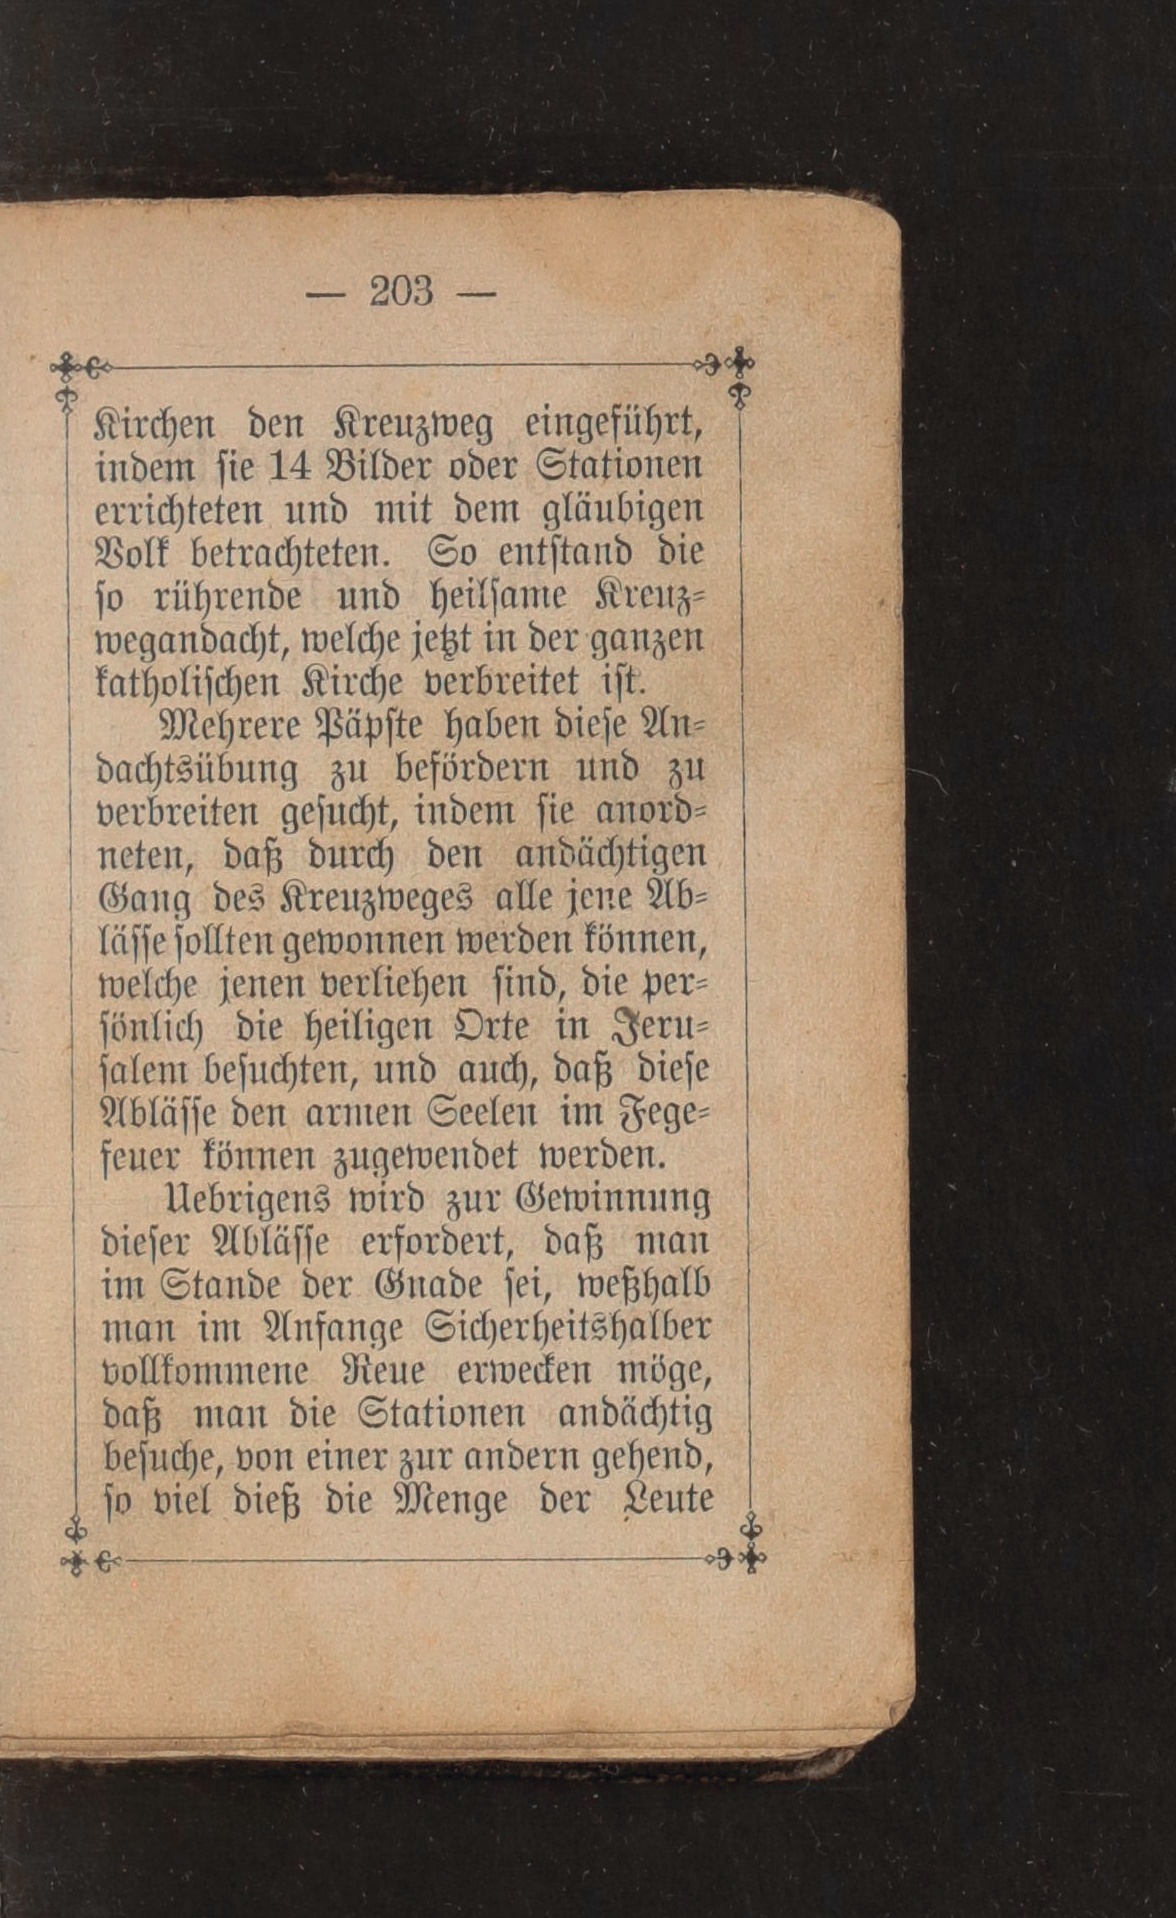 — 203 —
Kirchen den Kreuzweg eingeführt,
indem sie 14 Bilder oder Stationen
errichteten und mit dem gläubigen
Volk betrachteten. So entstand die
so rührende und heilsame Kreuz-
wegandacht, welche jetzt in der ganzen
katholischen Kirche verbreitet ist.
Mehrere Päpste haben diese An-
dachtsübung zu befördern und zu
verbreiten gesucht, indem sie anord-
neten, daß durch den andächtigen
Gang des Kreuzweges alle jene Ab-
lässe sollten gewonnen werden können,
welche jenen verliehen sind, die per-
sönlich die heiligen Orte in Jeru-
salem besuchten, und auch, daß diese
Ablässe den armen Seelen im Fege-
feuer können zugewendet werden.
Uebrigens wird zur Gewinnung
dieser Ablässe erfordert, daß man
im Stande der Gnade sei, weßhalb
man im Anfange Sicherheitshalber
vollkommene Reue erwecken möge,
daß man die Stationen andächtig
besuche, von einer zur andern gehend,
so viel dieß die Menge der Leute